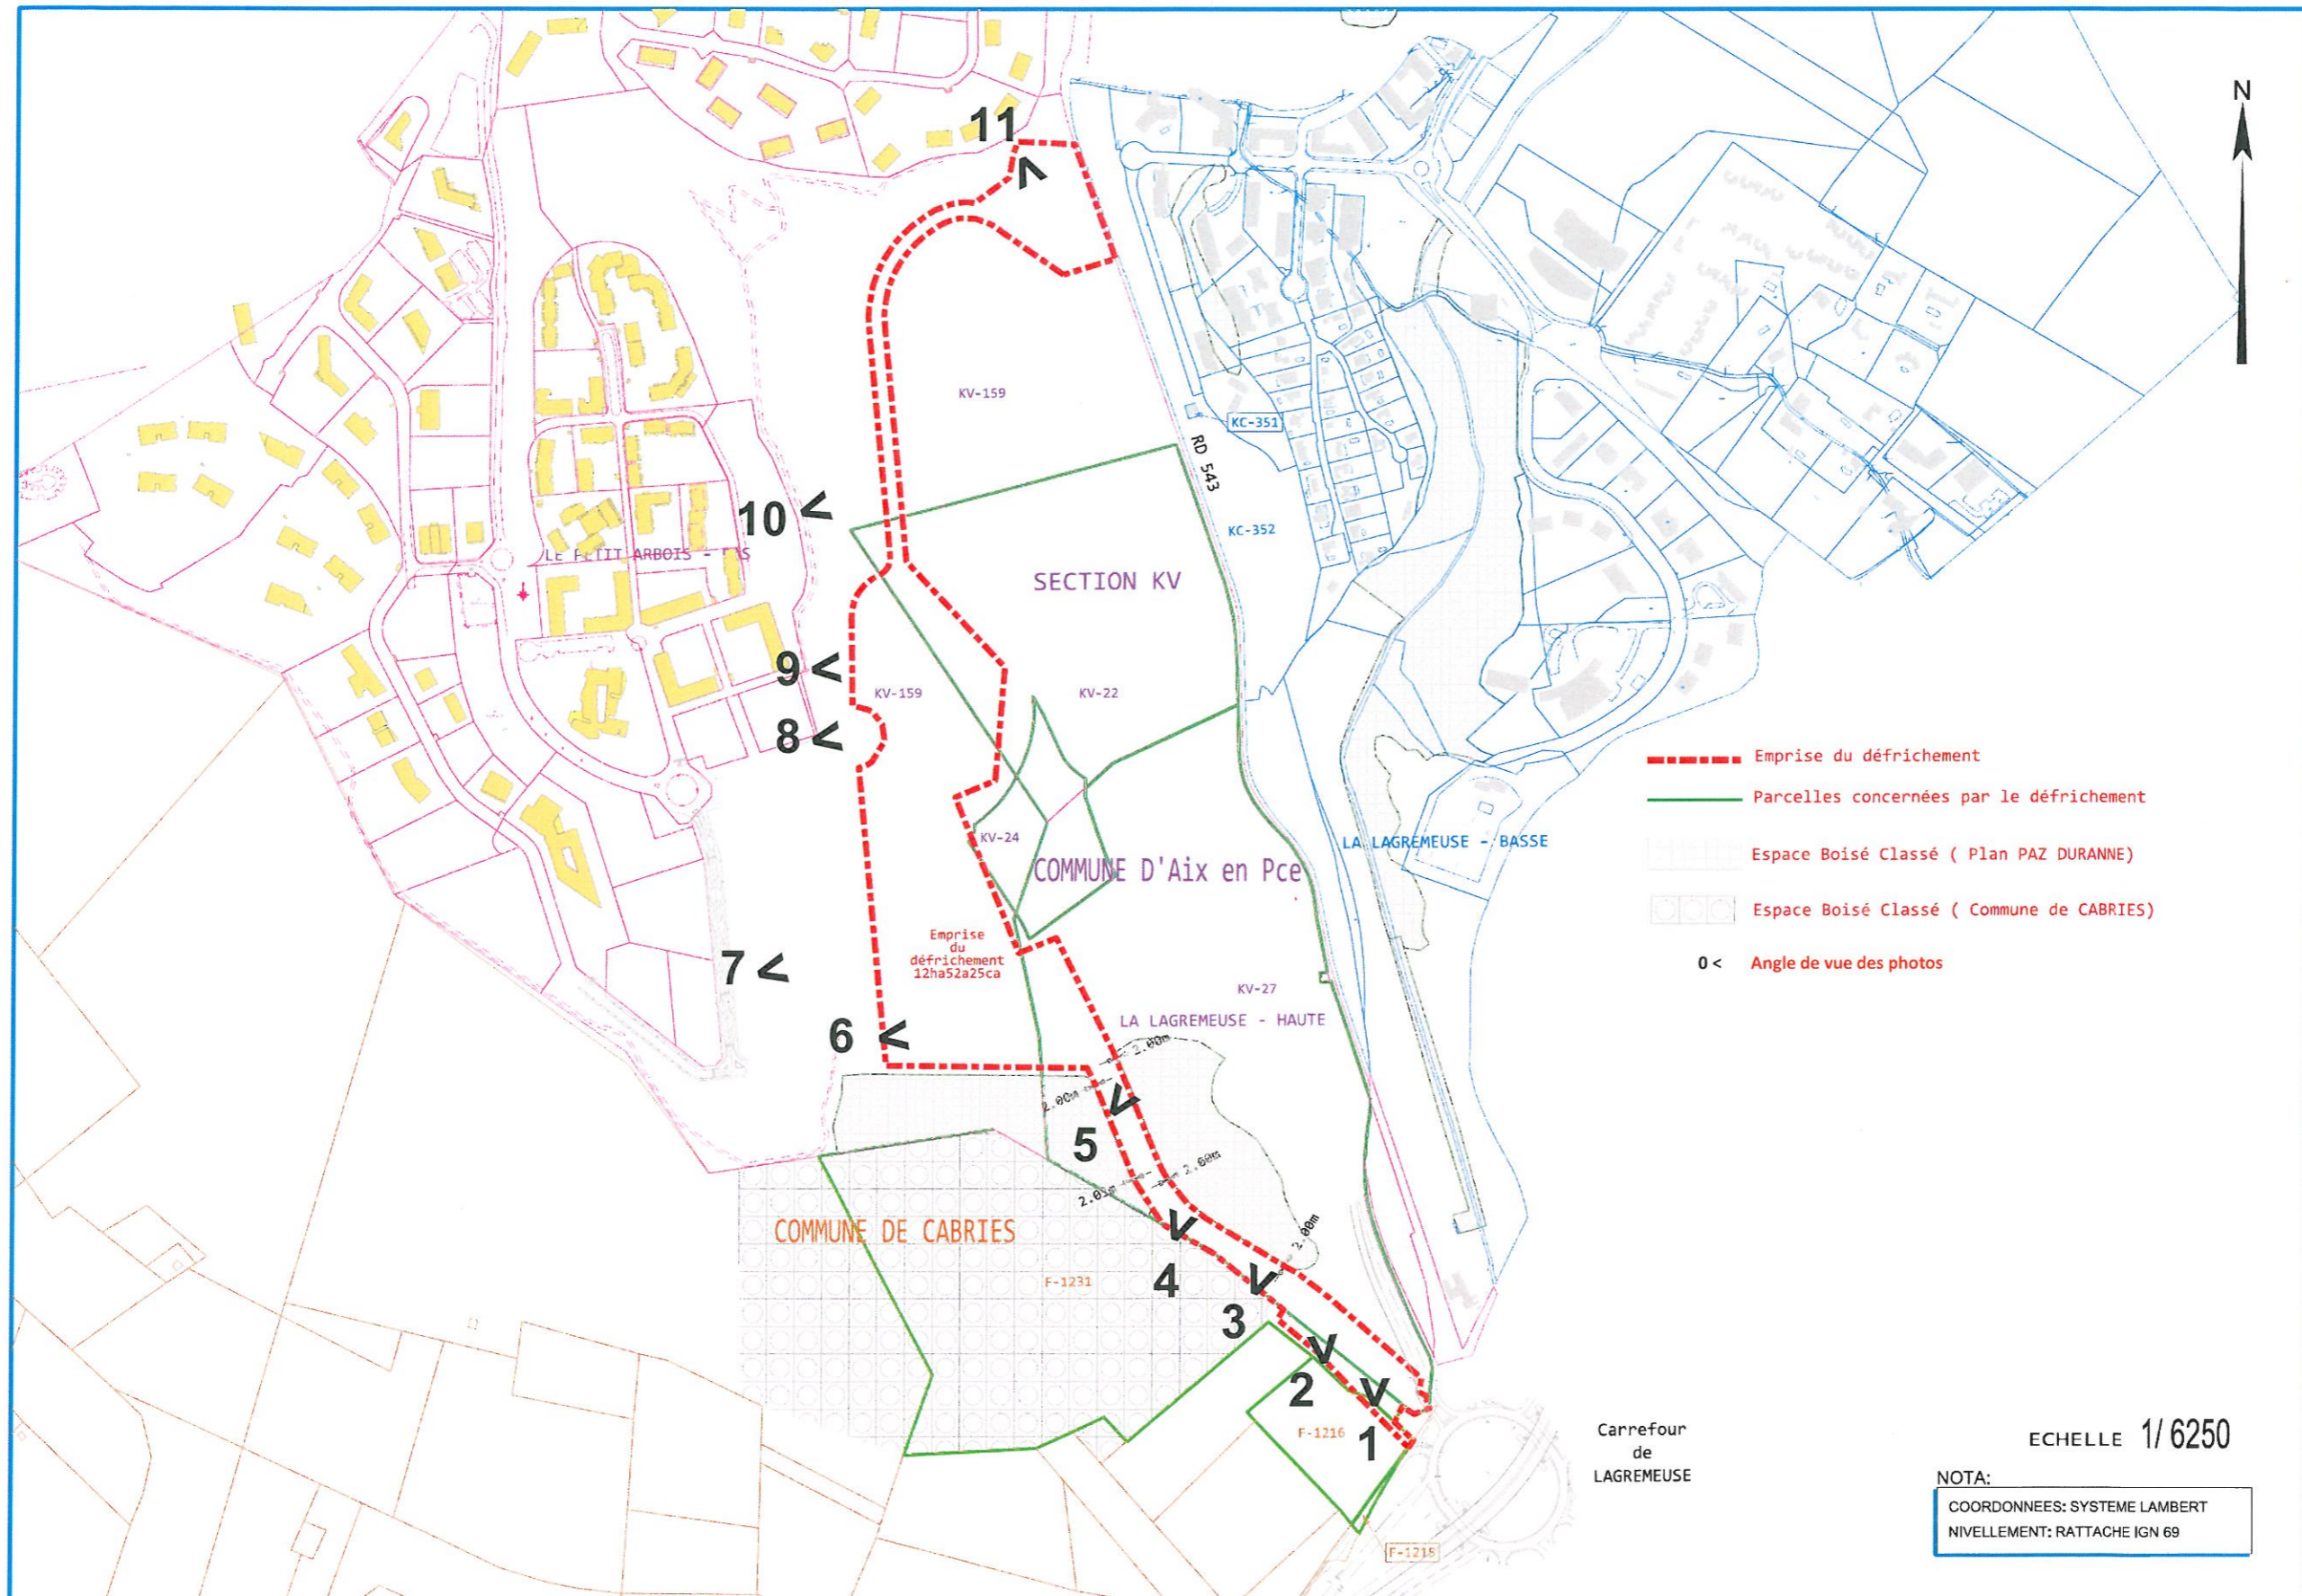 N
11
KV-159
KC-351
RD 543
KC-352
10
LE PETIT ARBOIS -
SECTION KV
9
KV-159
KV-22
8
Emprise du défrichement
Parcelles concernées par le défrichement
KV-24
LA LAGREMEUSE - BASSE
Espace Boisé Classé ( Plan PAZ DURANNE)
COMMUNE D'Aix en Pce
Espace Boisé Classé ( Commune de CABRIES)
Emprise
du
défrichement
12ha52a25ca
7
0 < Angle de vue des photos
KV-27
LA LAGREMEUSE - HAUTE
6
2.00m
2.00m
5
2.00m
COMMUNE DE CABRIES
2.00m
F-1231
4
3
2
F-1216
1
Carrefour
de
LAGREMEUSE
ECHELLE 1/ 6250
NOTA:
COORDONNEES: SYSTEME LAMBERT
NIVELLEMENT: RATTACHE IGN 69